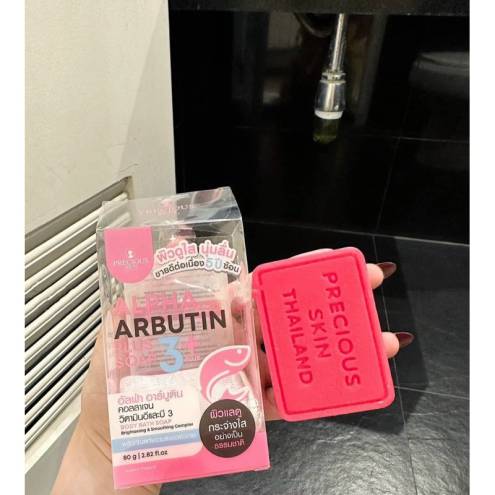 PRECIOUS
SKIN
ผิวดูใส นุ่มลื่น
ขายดีต่อเนื่อง 5 ปีซ้อน
ALPHA
ARBUTIN
3+
SOAP
อัลฟ่า อาร์บูติน
คอลลาเจน
วิตามินอีและบี 3
BODY BATH SOAP
Brightening & Smoothing Complex
80 g | 2.82 fl.oz
ผิวแลดู
กระจ่างใส
อย่างเป็น
ธรรมชาติ
PRECIOUS
SKIN
THAILAND